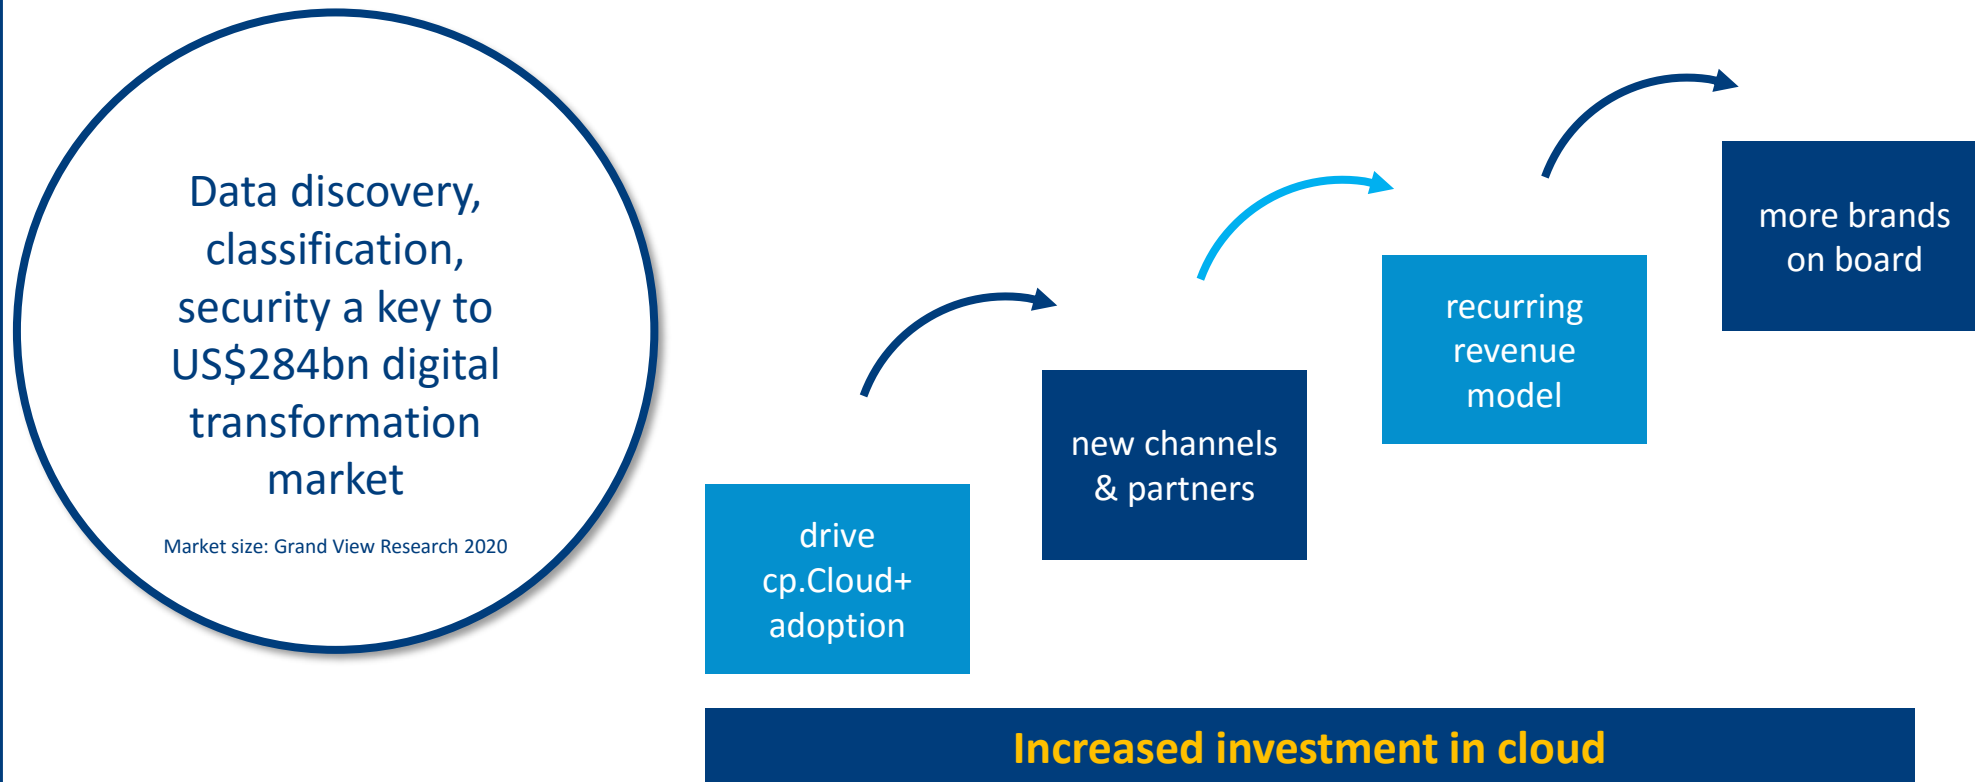 Data discovery,
classification,
security a key to
US$284bn digital
transformation
market
Market size: Grand View Research 2020
drive
cp.Cloud+
adoption
new channels
& partners
recurring
revenue
model
more brands
on board
Increased investment in cloud